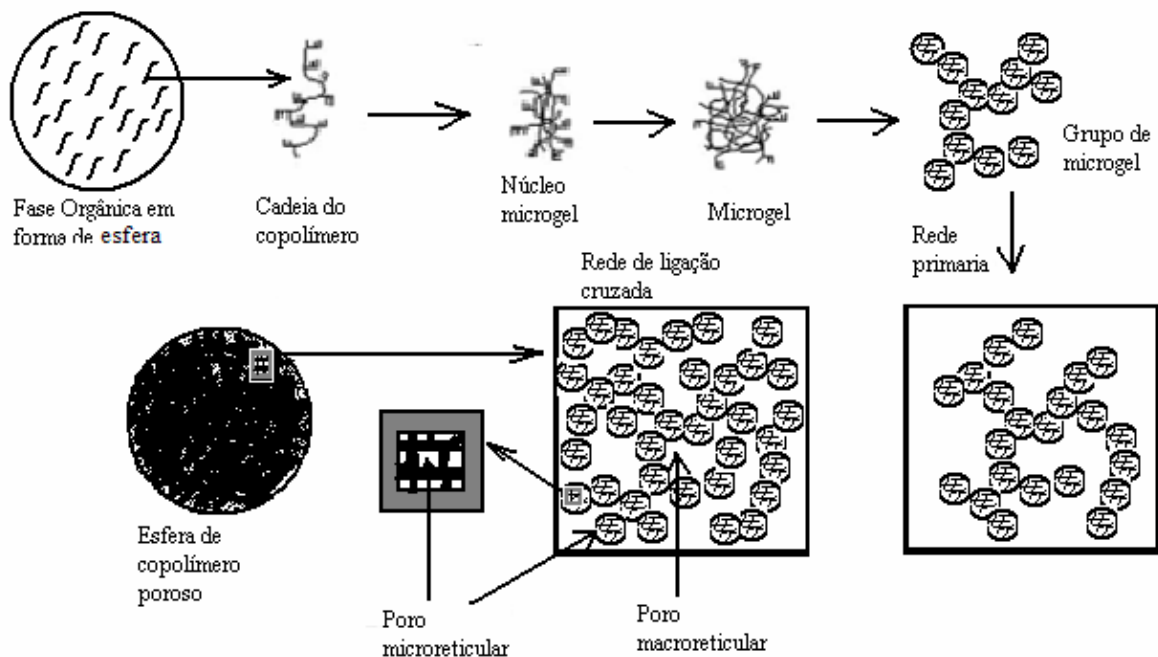 Fase Orgânica em
forma de esfera
Cadeia do
copolímero
Núcleo
microgel
Microgel
Grupo de
microgel
Rede
primaria
Rede de ligação
cruzada
Esfera de
copolímero
poroso
Poro
microreticular
Poro
macroreticular